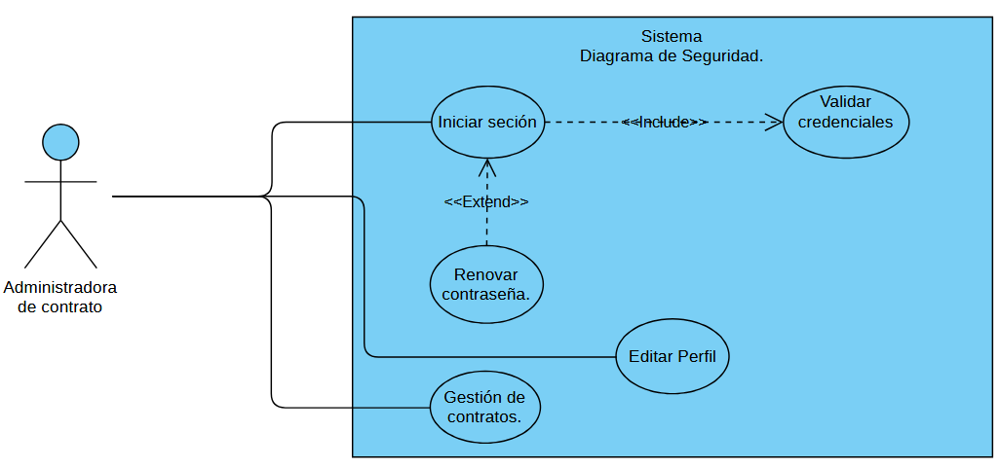 Sistema
Diagrama de Seguridad.
Iniciar seción
<<Include>>
Validar
credenciales
<<Extend>>
Renovar
contraseña.
Administradora
de contrato
Editar Perfil
Gestión de
contratos.